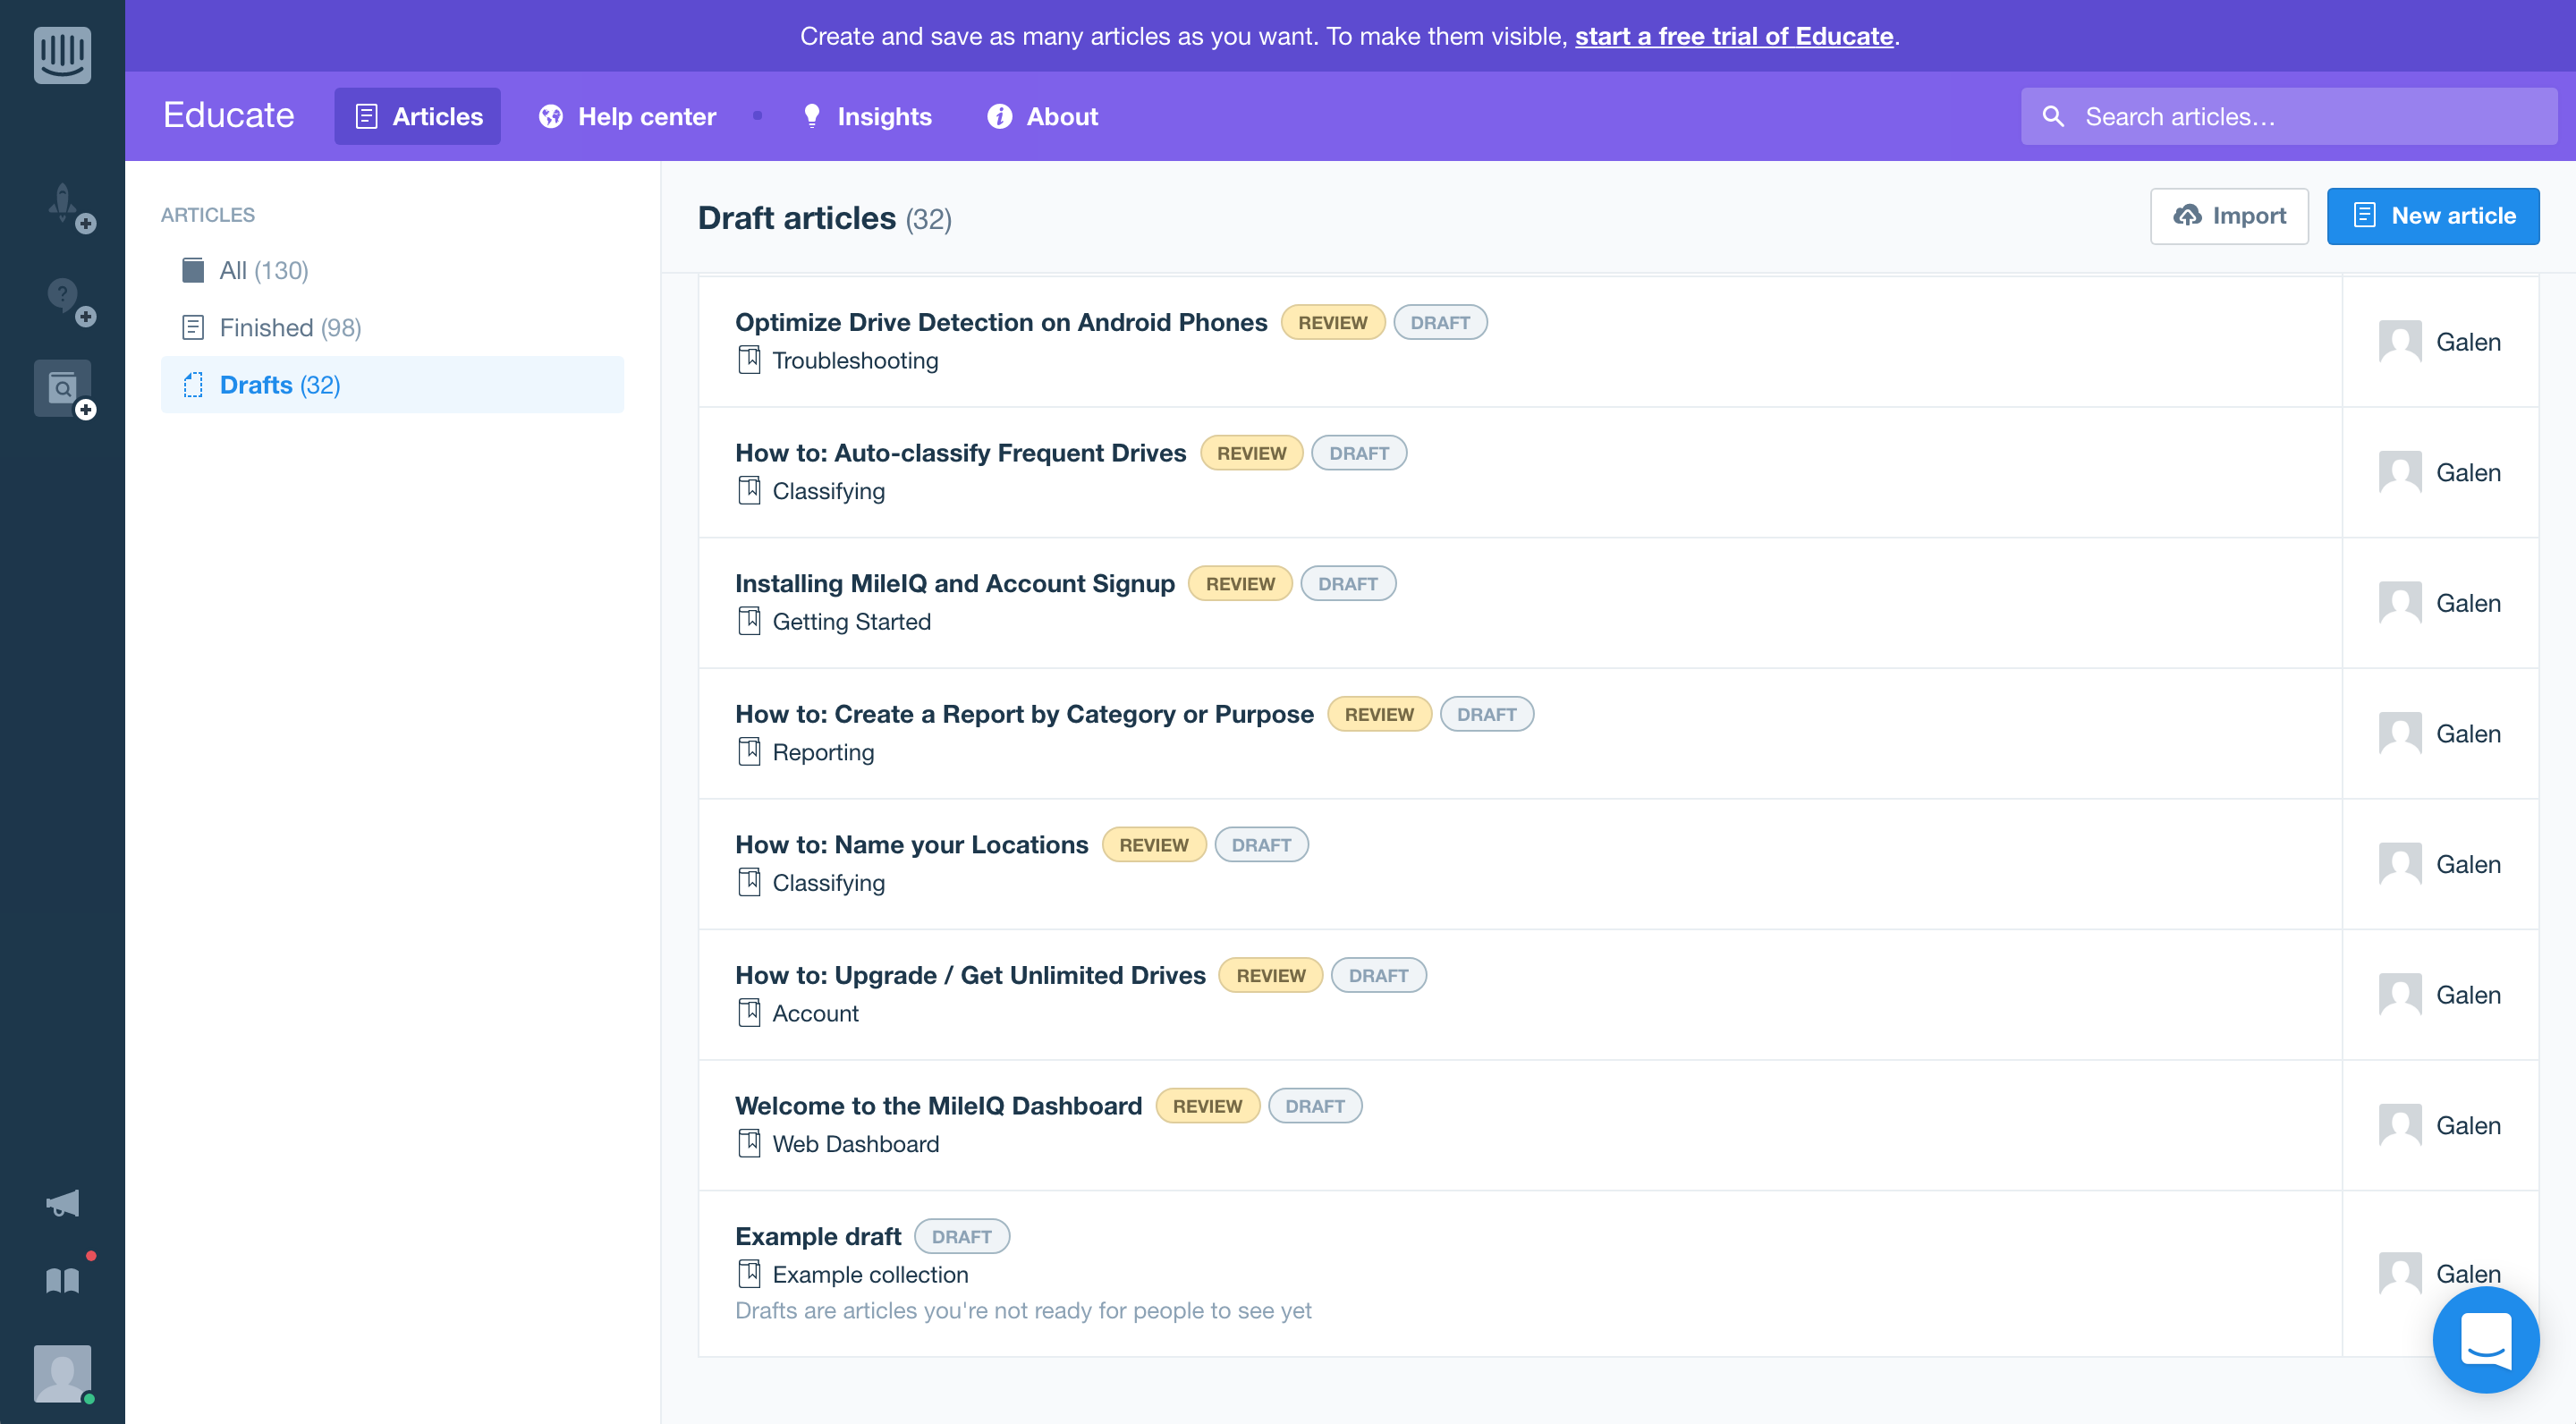 Create and save as many articles as you want. To make them visible, start a free trial of Educate.
Educate
Articles
Help center
Insights
About
Search articles...
ARTICLES
All (130)
Finished (98)
Drafts (32)
Draft articles (32)
Import
New article
Optimize Drive Detection on Android Phones REVIEW DRAFT
Troubleshooting
Galen
How to: Auto-classify Frequent Drives REVIEW DRAFT
Classifying
Galen
Installing MileIQ and Account Signup REVIEW DRAFT
Getting Started
Galen
How to: Create a Report by Category or Purpose REVIEW DRAFT
Reporting
Galen
How to: Name your Locations REVIEW DRAFT
Classifying
Galen
How to: Upgrade / Get Unlimited Drives REVIEW DRAFT
Account
Galen
Welcome to the MileIQ Dashboard REVIEW DRAFT
Web Dashboard
Galen
Example draft DRAFT
Example collection
Drafts are articles you're not ready for people to see yet
Galen